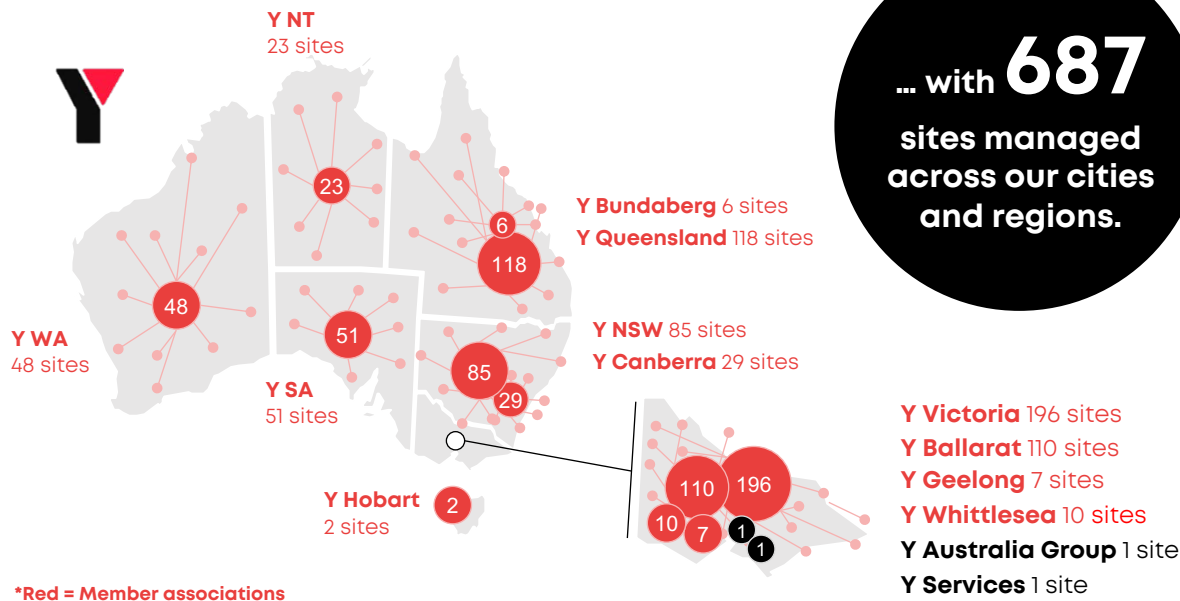 Y NT
23 sites
Y
... with 687
sites managed
across our cities
and regions.
23
6
118
Y Bundaberg 6 sites
Y Queensland 118 sites
48
51
85
29
Y WA
48 sites
Y SA
51 sites
Y NSW 85 sites
Y Canberra 29 sites
Y Hobart
2 sites
2
110
196
10
7
1
1
Y Victoria 196 sites
Y Ballarat 110 sites
Y Geelong 7 sites
Y Whittlesea 10 sites
Y Australia Group 1 site
Y Services 1 site
*Red = Member associations